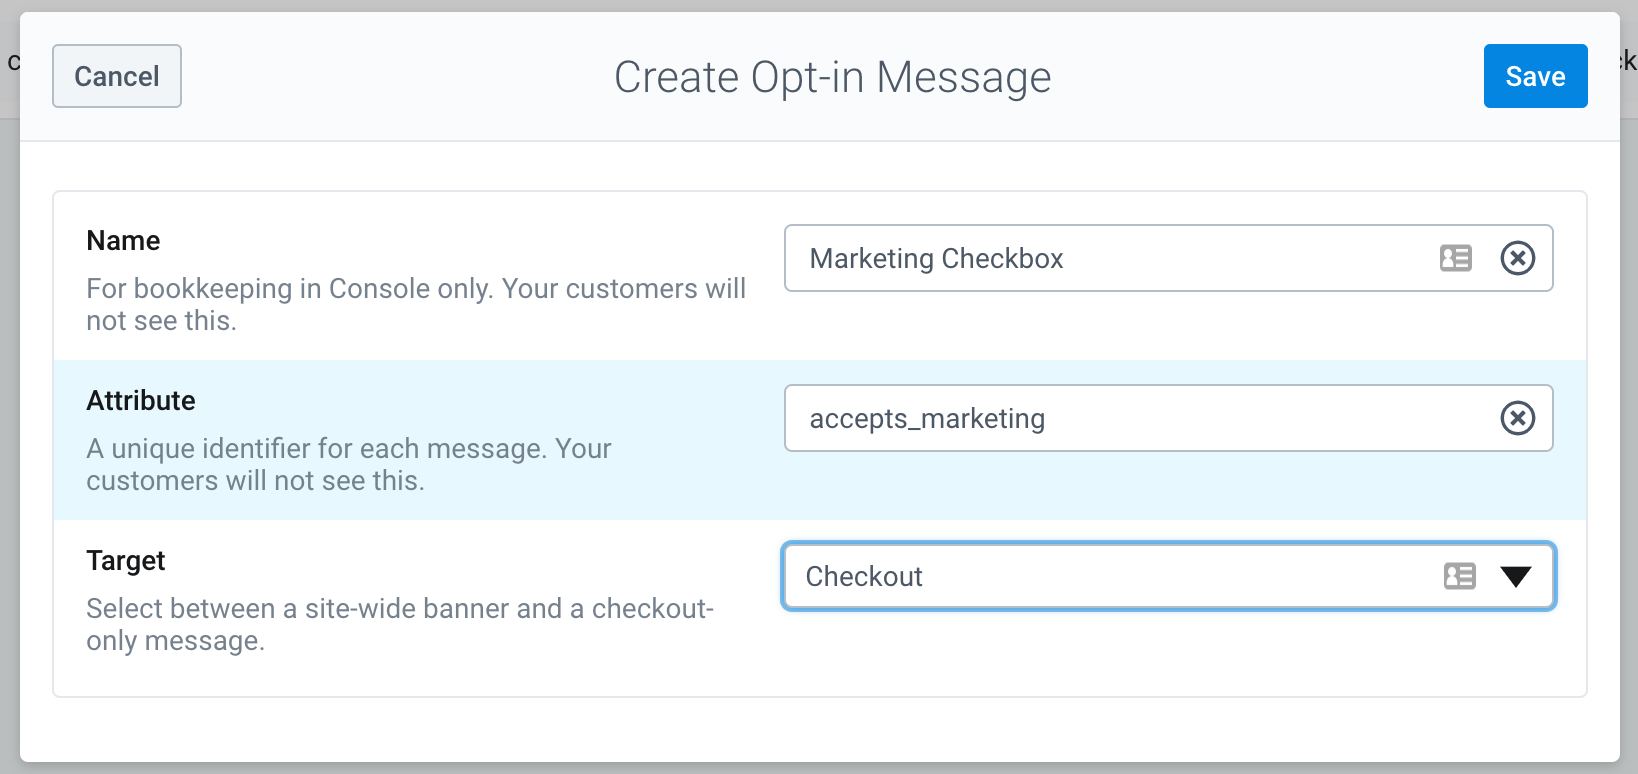 Cancel
Create Opt-in Message
Save
Name
Marketing Checkbox
For bookkeeping in Console only. Your customers will
not see this.
Attribute
accepts_marketing
A unique identifier for each message. Your
customers will not see this.
Target
Checkout
Select between a site-wide banner and a checkout-
only message.